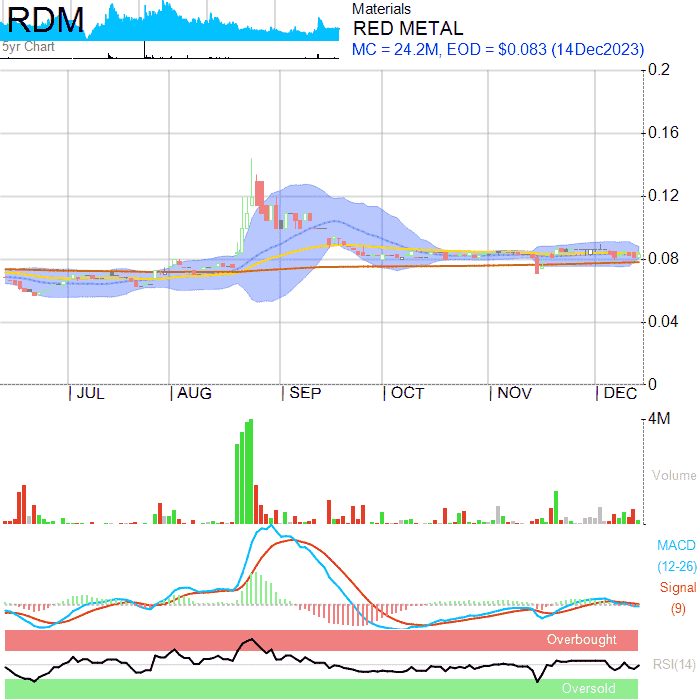 RDM
5yr Chart
Materials
RED METAL
MC = 24.2M, EOD = $0.083 (14Dec2023)
0.2
0.16
0.12
0.08
0.04
0
JUL AUG SEP OCT NOV DEC
4M
Volume
MACD
(12-26)
Signal
(9)
Overbought
RSI(14)
Oversold